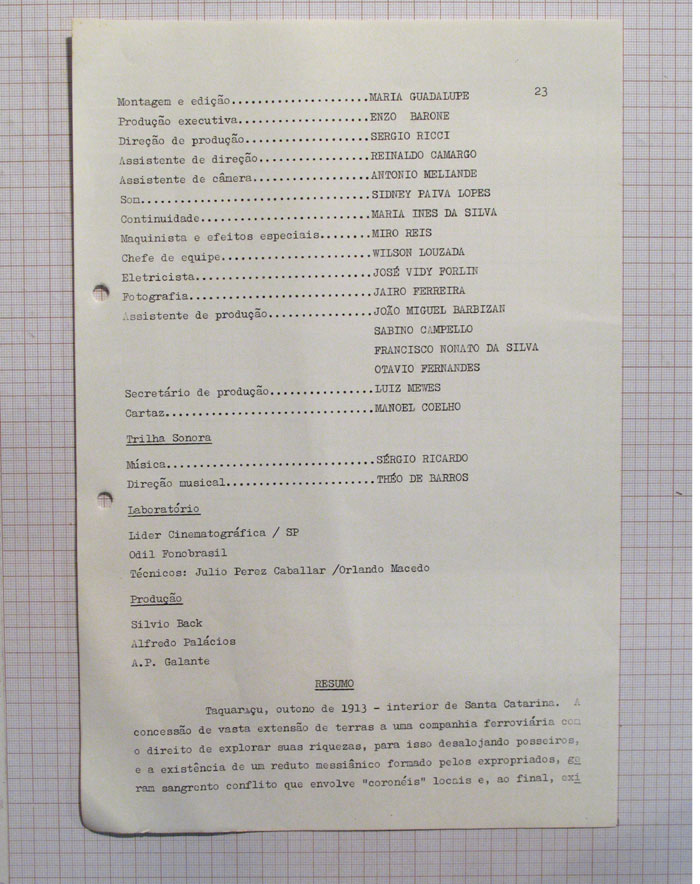 23
Montagem e edição.....................MARIA GUADALUPE
Produção executiva....................ENZO BARONE
Direção de produção...................SERGIO RICCI
Assistente de direção.................REINALDO CAMARGO
Assistente de câmera..................ANTONIO MELIANDE
Som...................................SIDNEY PAIVA LOPES
Continuidade..........................MARIA INES DA SILVA
Maquinista e efeitos especiais........MIRO REIS
Chefe de equipe.......................WILSON LOUZADA
Eletricista...........................JOSÉ VIDY FORLIN
Fotografia............................JAIRO FERREIRA
Assistente de produção................JOÃO MIGUEL BARBIZAN
SABINO CAMPELLO
FRANCISCO NONATO DA SILVA
OTAVIO FERNANDES
Secretário de produção................LUIZ MEWES
Cartaz................................MANOEL COELHO
Trilha Sonora
Música................................SÉRGIO RICARDO
Direção musical.......................THÉO DE BARROS
Laboratório
Lider Cinematográfica / SP
Odil Fonobrasil
Técnicos: Julio Perez Caballar /Orlando Macedo
Produção
Silvio Back
Alfredo Palácios
A.P. Galante
RESUMO
Taquaruçu, outono de 1913 - interior de Santa Catarina. A
concessão de vasta extensão de terras a uma companhia ferroviária com
o direito de explorar suas riquezas, para isso desalojando posseiros,
e a existência de um reduto messiânico formado pelos expropriados, ge
ram sangrento conflito que envolve "coronéis" locais e, ao final, exi